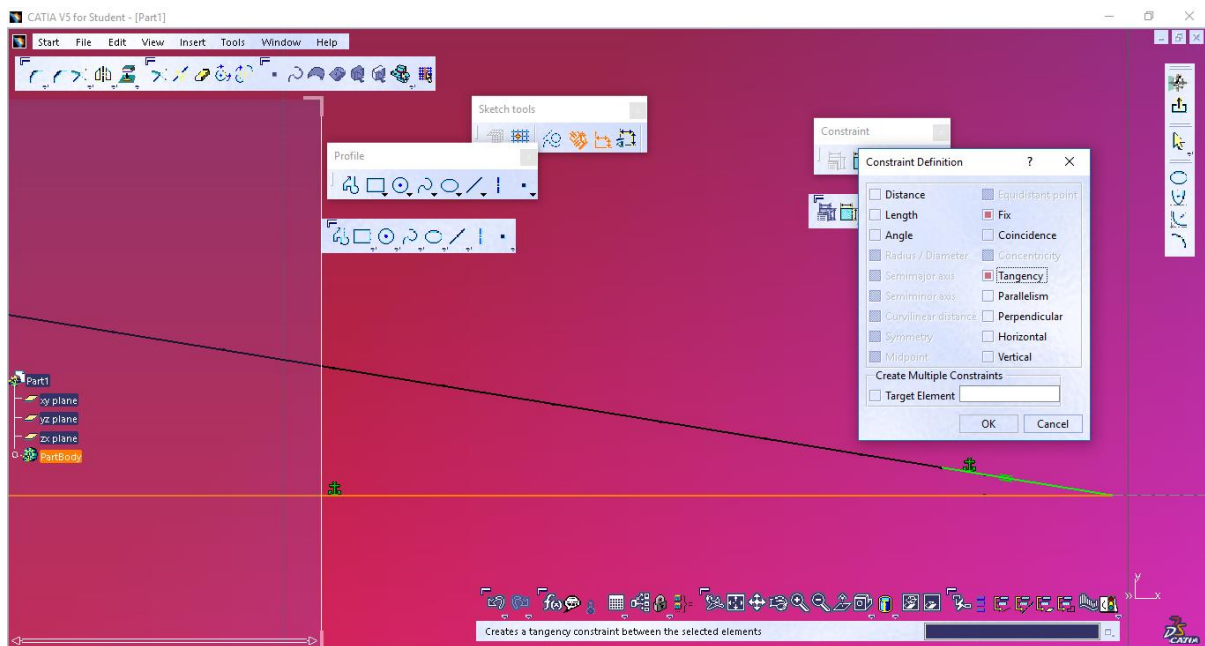 CATIA V5 for Student - [Part1]
Start File Edit View Insert Tools Window Help
Sketch tools
Constraint
Profile
Constraint Definition ? X
Distance Equidistant point
Length Fix
Angle Coincidence
Radius / Diameter Concentricity
Semimajor axis Tangency
Semiminor axis Parallelism
Curvilinear distance Perpendicular
Symmetry Horizontal
Midpoint Vertical
Create Multiple Constraints
Target Element
OK Cancel
Part1
xy plane
yz plane
zx plane
PartBody
f(x)
y
x
Creates a tangency constraint between the selected elements
CATIA